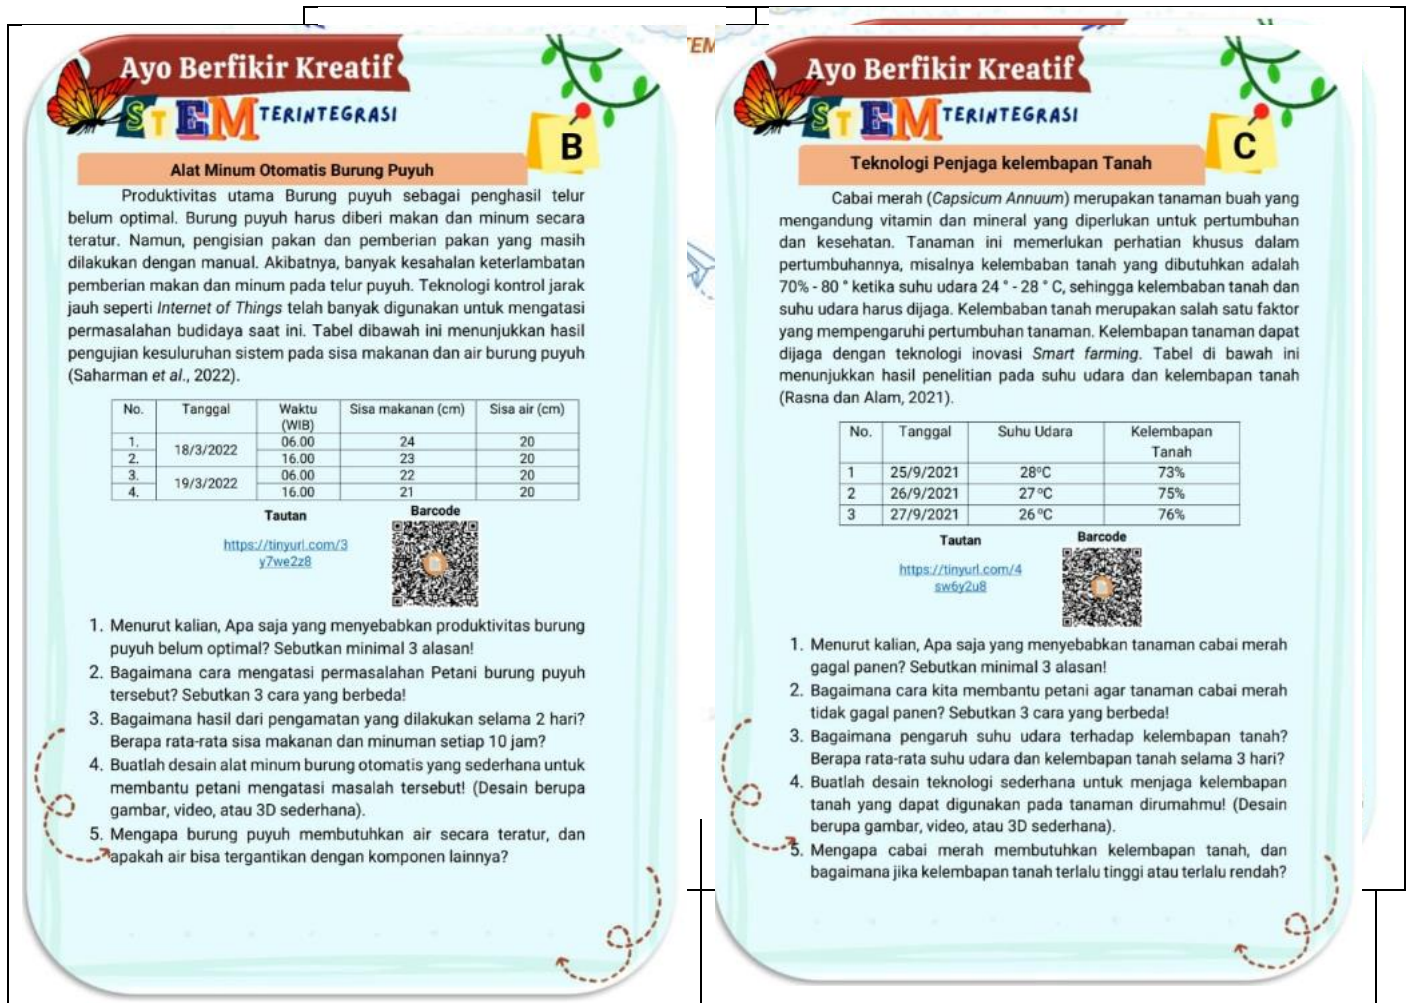 Ayo Berfikir Kreatif
STEM TERINTEGRASI
B
Alat Minum Otomatis Burung Puyuh
Produktivitas utama Burung puyuh sebagai penghasil telur
belum optimal. Burung puyuh harus diberi makan dan minum secara
teratur. Namun, pengisian pakan dan pemberian pakan yang masih
dilakukan dengan manual. Akibatnya, banyak kesahalan keterlambatan
pemberian makan dan minum pada telur puyuh. Teknologi kontrol jarak
jauh seperti Internet of Things telah banyak digunakan untuk mengatasi
permasalahan budidaya saat ini. Tabel dibawah ini menunjukkan hasil
pengujian kesuluruhan sistem pada sisa makanan dan air burung puyuh
(Saharman et al., 2022).
No. Tanggal Waktu (WIB) Sisa makanan (cm) Sisa air (cm)
1. 18/3/2022 06.00 24 20
2. 16.00 23 20
3. 19/3/2022 06.00 22 20
4. 16.00 21 20
Tautan Barcode
https://tinyurl.com/3
y7we2z8
1. Menurut kalian, Apa saja yang menyebabkan produktivitas burung
puyuh belum optimal? Sebutkan minimal 3 alasan!
2. Bagaimana cara mengatasi permasalahan Petani burung puyuh
tersebut? Sebutkan 3 cara yang berbeda!
3. Bagaimana hasil dari pengamatan yang dilakukan selama 2 hari?
Berapa rata-rata sisa makanan dan minuman setiap 10 jam?
4. Buatlah desain alat minum burung otomatis yang sederhana untuk
membantu petani mengatasi masalah tersebut! (Desain berupa
gambar, video, atau 3D sederhana).
5. Mengapa burung puyuh membutuhkan air secara teratur, dan
apakah air bisa tergantikan dengan komponen lainnya?
TEM
Ayo Berfikir Kreatif
STEM TERINTEGRASI
C
Teknologi Penjaga kelembapan Tanah
Cabai merah (Capsicum Annuum) merupakan tanaman buah yang
mengandung vitamin dan mineral yang diperlukan untuk pertumbuhan
dan kesehatan. Tanaman ini memerlukan perhatian khusus dalam
pertumbuhannya, misalnya kelembaban tanah yang dibutuhkan adalah
70% - 80 ° ketika suhu udara 24 ° - 28 ° C, sehingga kelembaban tanah dan
suhu udara harus dijaga. Kelembaban tanah merupakan salah satu faktor
yang mempengaruhi pertumbuhan tanaman. Kelembapan tanaman dapat
dijaga dengan teknologi inovasi Smart farming. Tabel di bawah ini
menunjukkan hasil penelitian pada suhu udara dan kelembapan tanah
(Rasna dan Alam, 2021).
No. Tanggal Suhu Udara Kelembapan Tanah
1 25/9/2021 28°C 73%
2 26/9/2021 27°C 75%
3 27/9/2021 26°C 76%
Tautan Barcode
https://tinyurl.com/4
sw6y2u8
1. Menurut kalian, Apa saja yang menyebabkan tanaman cabai merah
gagal panen? Sebutkan minimal 3 alasan!
2. Bagaimana cara kita membantu petani agar tanaman cabai merah
tidak gagal panen? Sebutkan 3 cara yang berbeda!
3. Bagaimana pengaruh suhu udara terhadap kelembapan tanah?
Berapa rata-rata suhu udara dan kelembapan tanah selama 3 hari?
4. Buatlah desain teknologi sederhana untuk menjaga kelembapan
tanah yang dapat digunakan pada tanaman dirumahmu! (Desain
berupa gambar, video, atau 3D sederhana).
5. Mengapa cabai merah membutuhkan kelembapan tanah, dan
bagaimana jika kelembapan tanah terlalu tinggi atau terlalu rendah?